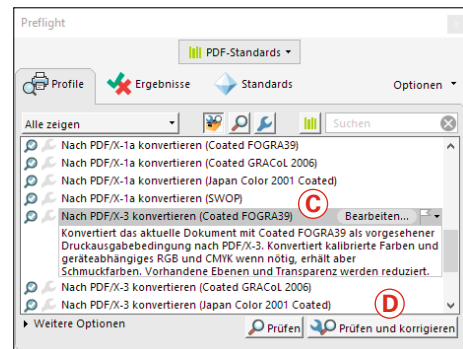 Preflight
PDF-Standards
Profile Ergebnisse Standards Optionen
Alle zeigen Suchen
Nach PDF/X-1a konvertieren (Coated FOGRA39)
Nach PDF/X-1a konvertieren (Coated GRACoL 2006)
Nach PDF/X-1a konvertieren (Japan Color 2001 Coated)
Nach PDF/X-1a konvertieren (SWOP)
C
Nach PDF/X-3 konvertieren (Coated FOGRA39) Bearbeiten...
Konvertiert das aktuelle Dokument mit Coated FOGRA39 als vorgesehener
Druckausgabebedingung nach PDF/X-3. Konvertiert kalibrierte Farben und
geräteabhängiges RGB und CMYK wenn nötig, erhält aber
Schmuckfarben. Vorhandene Ebenen und Transparenz werden reduziert.
Nach PDF/X-3 konvertieren (Coated GRACoL 2006)
Nach PDF/X-3 konvertieren (Japan Color 2001 Coated)
D
Weitere Optionen Prüfen Prüfen und korrigieren